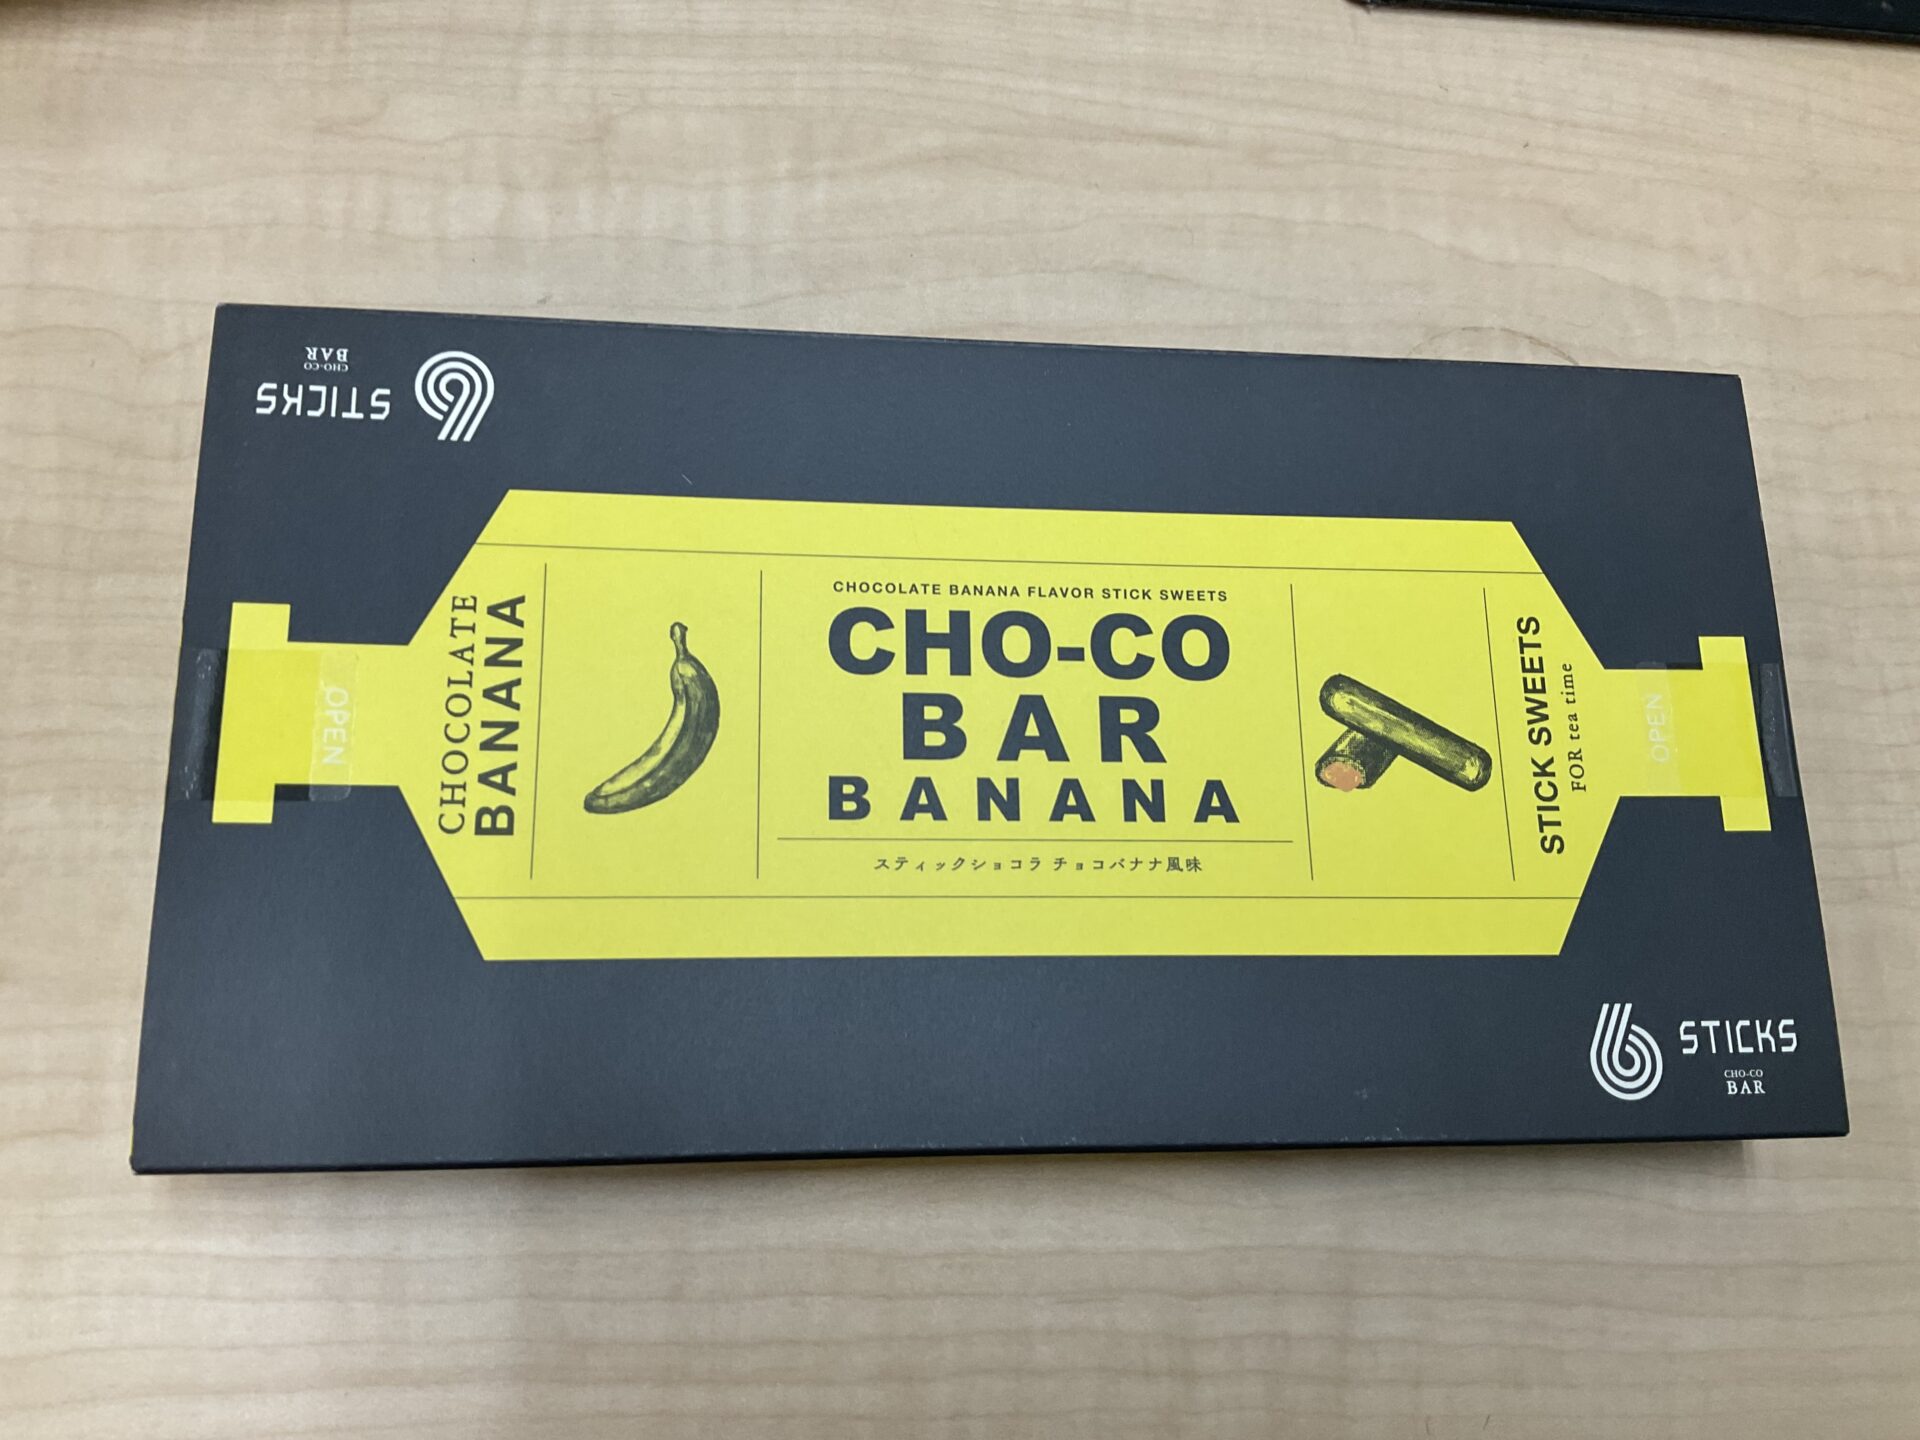 CHO-CO
BAR
6 STICKS
OPEN
CHOCOLATE
BANANA
CHOCOLATE BANANA FLAVOR STICK SWEETS
CHO-CO
BAR
BANANA
スティックショコラ チョコバナナ風味
STICK SWEETS
FOR tea time
OPEN
6 STICKS
CHO-CO
BAR